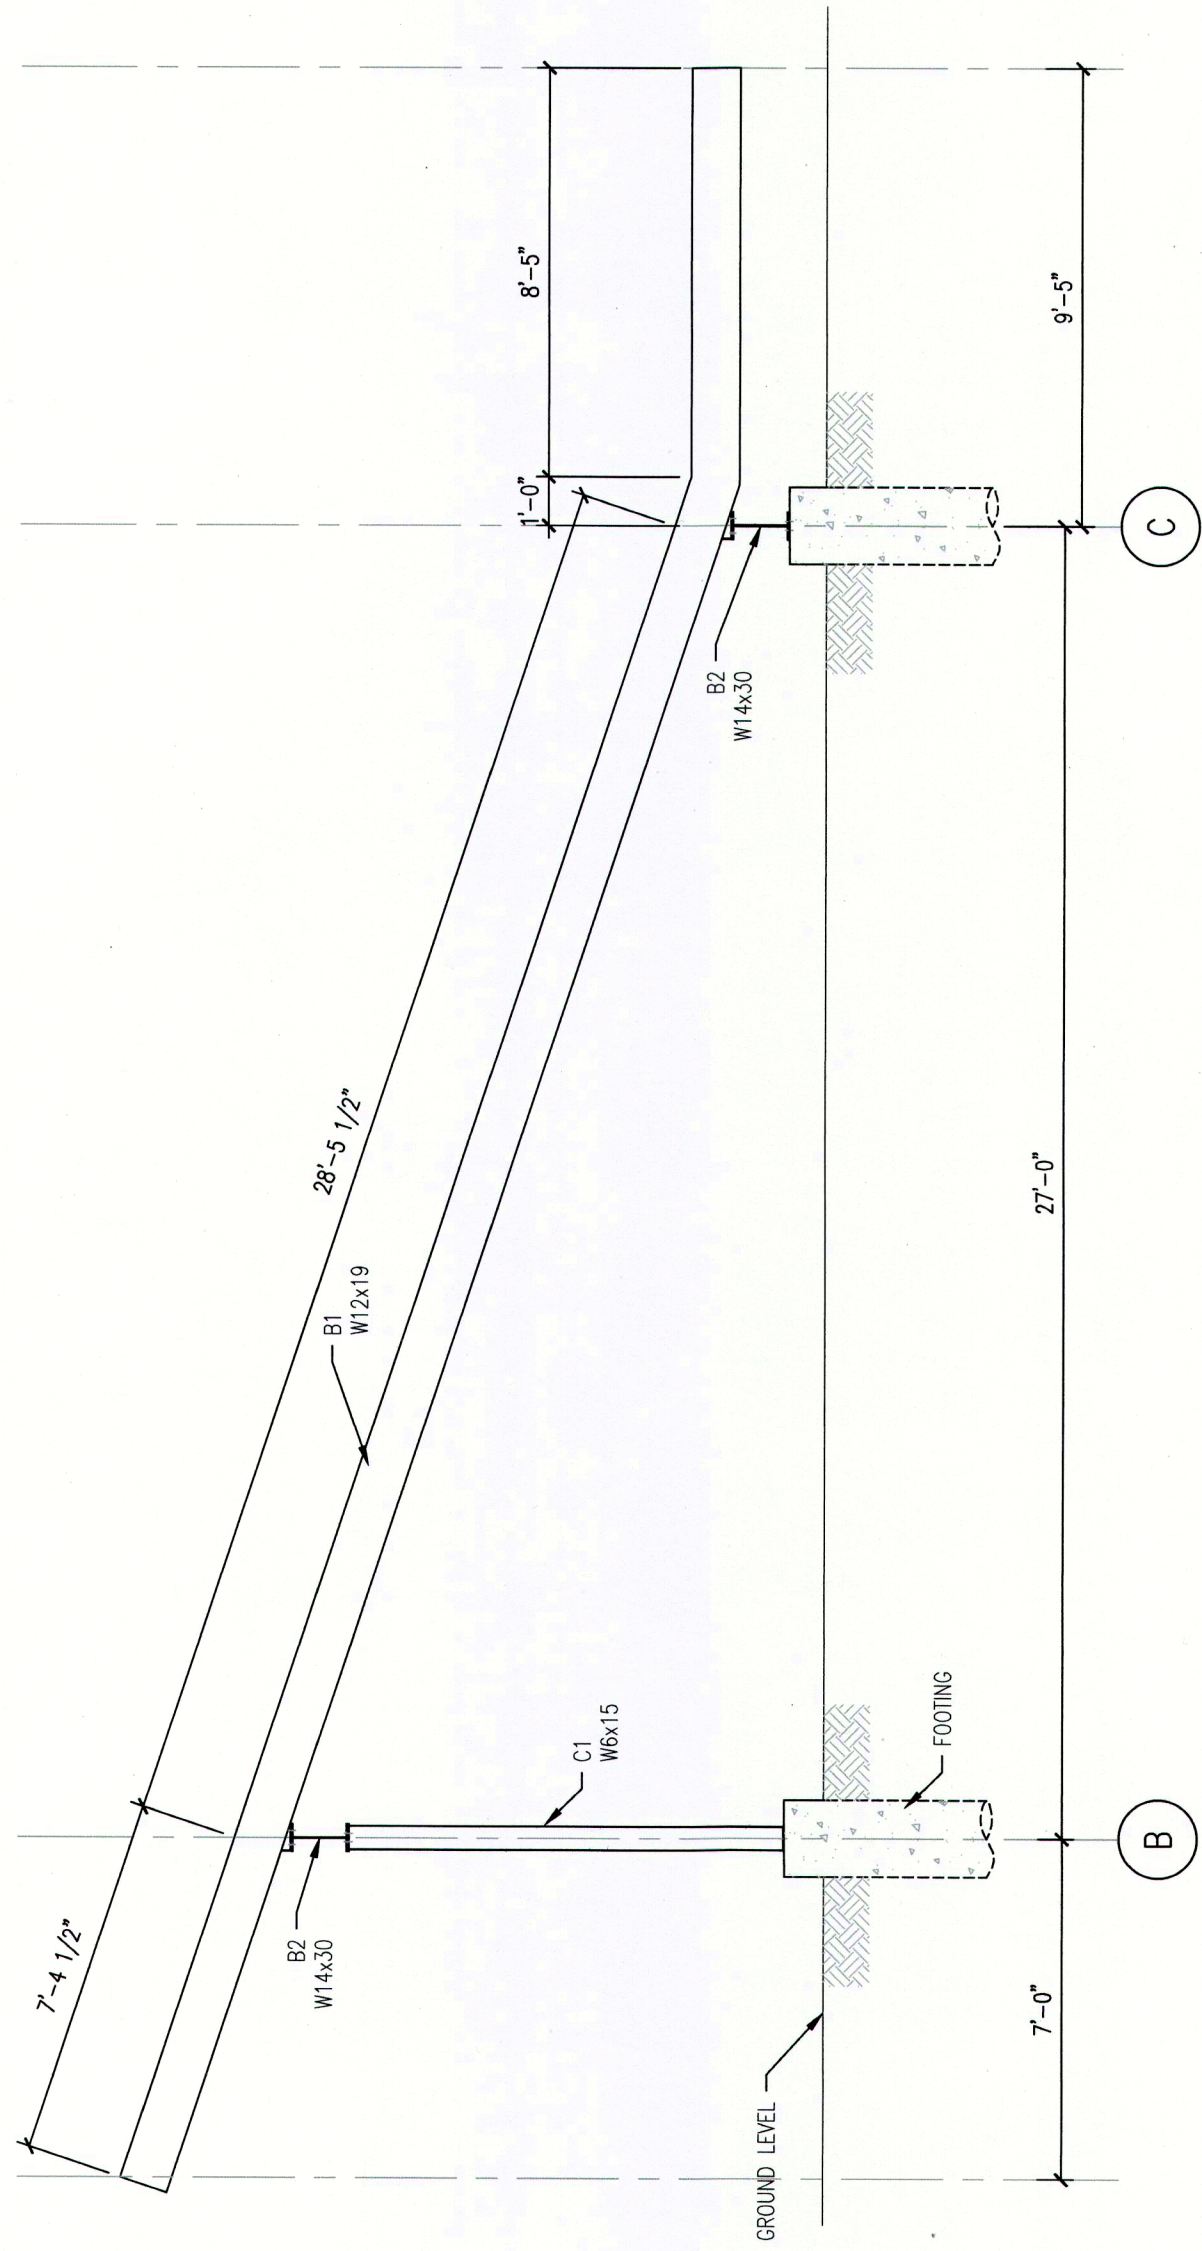 7'-4 1/2"
28'-5 1/2"
1'-0"
8'-5"
B1
W12x19
B2
W14x30
B2
W14x30
C1
W6x15
GROUND LEVEL
FOOTING
7'-0"
27'-0"
9'-5"
B
C